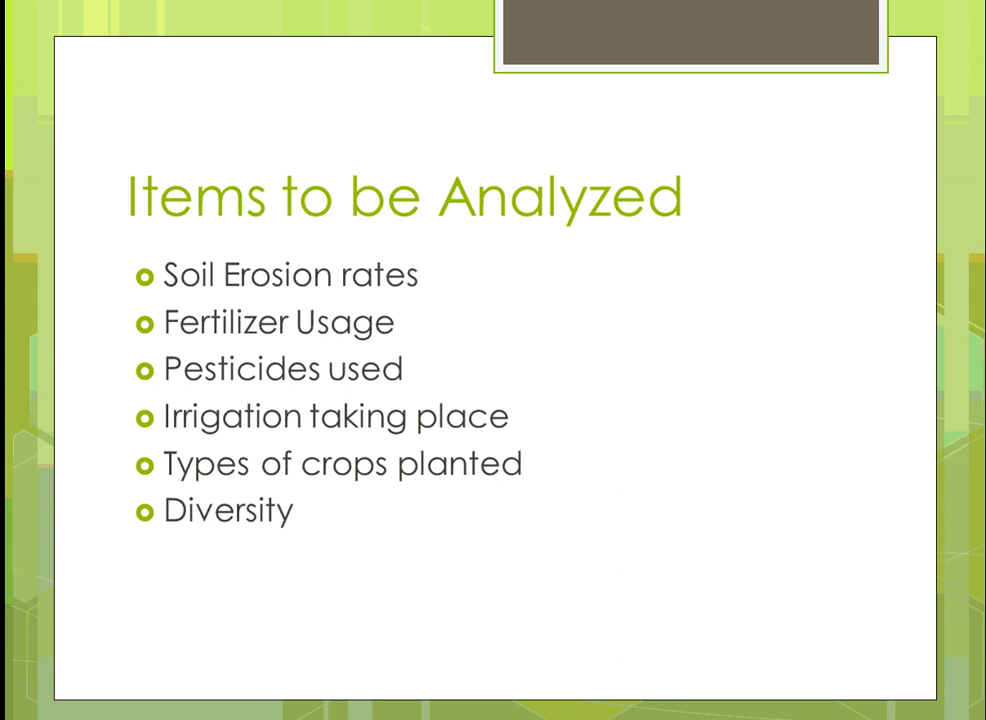 Items to be Analyzed
Soil Erosion rates
Fertilizer Usage
Pesticides used
Irrigation taking place
Types of crops planted
Diversity